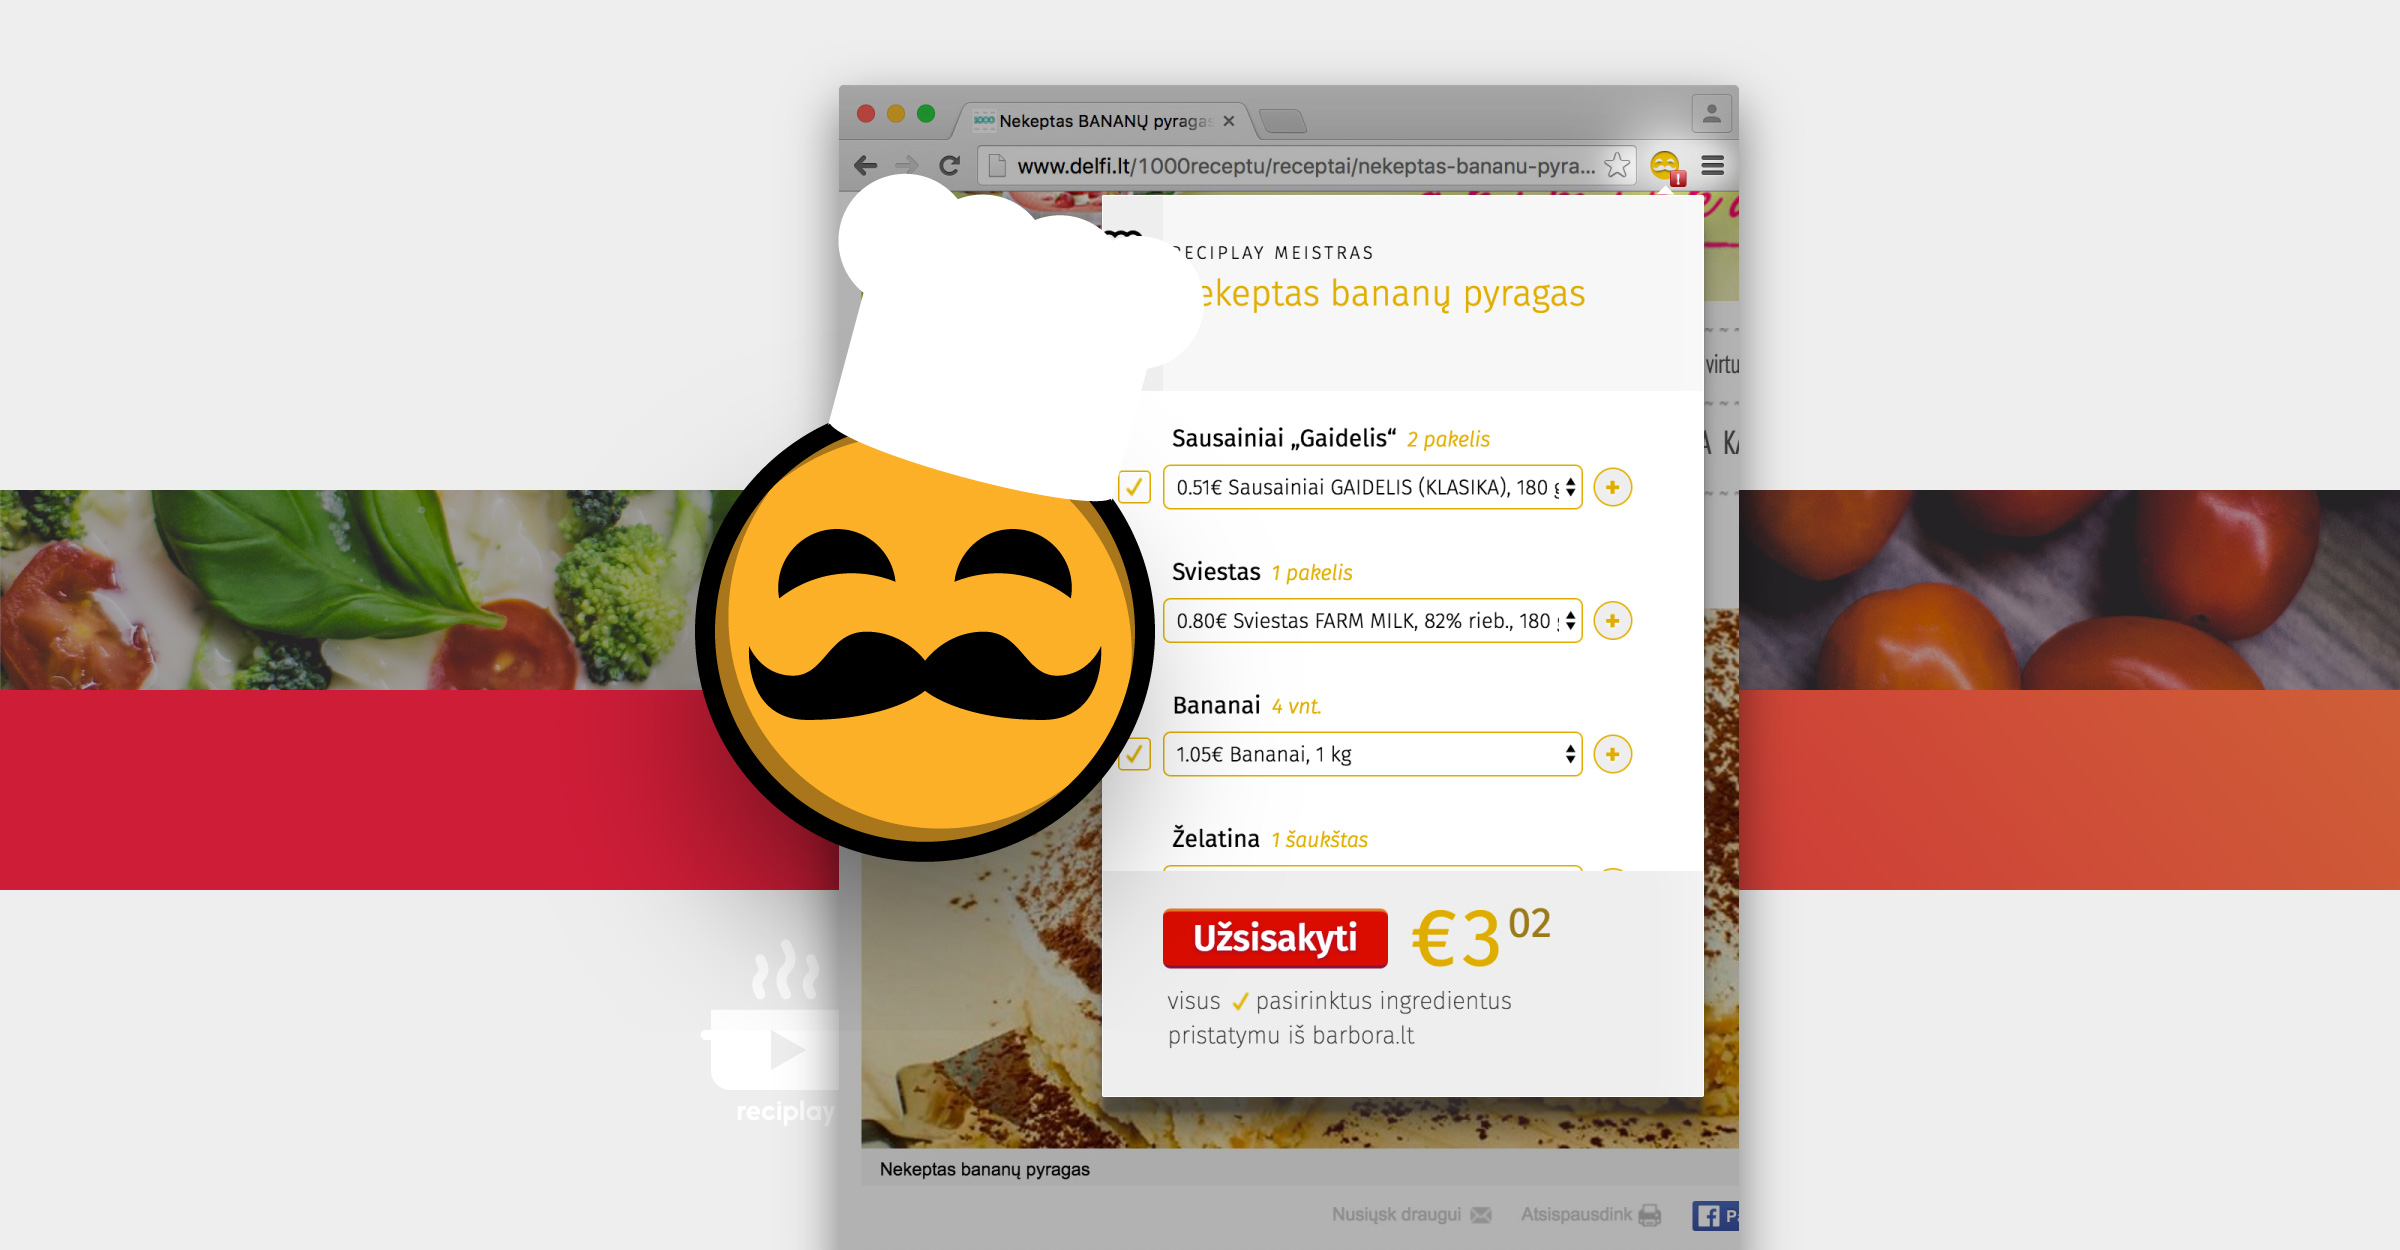 Nekeptas BANANŲ pyragas
www.delfi.lt/1000receptu/receptai/nekeptas-bananu-pyra...
RECIPLAY MEISTRAS
ekeptas bananų pyragas
virtu
A KA
Sausainiai „Gaidelis“ 2 pakelis
0.51€ Sausainiai GAIDELIS (KLASIKA), 180 g
Sviestas 1 pakelis
0.80€ Sviestas FARM MILK, 82% rieb., 180 g
Bananai 4 vnt.
1.05€ Bananai, 1 kg
Želatina 1 šaukštas
Užsisakyti €3 02
visus ✓ pasirinktus ingredientus
pristatymu iš barbora.lt
reciplay
Nekeptas bananų pyragas
Nusiųsk draugui Atsispausdink